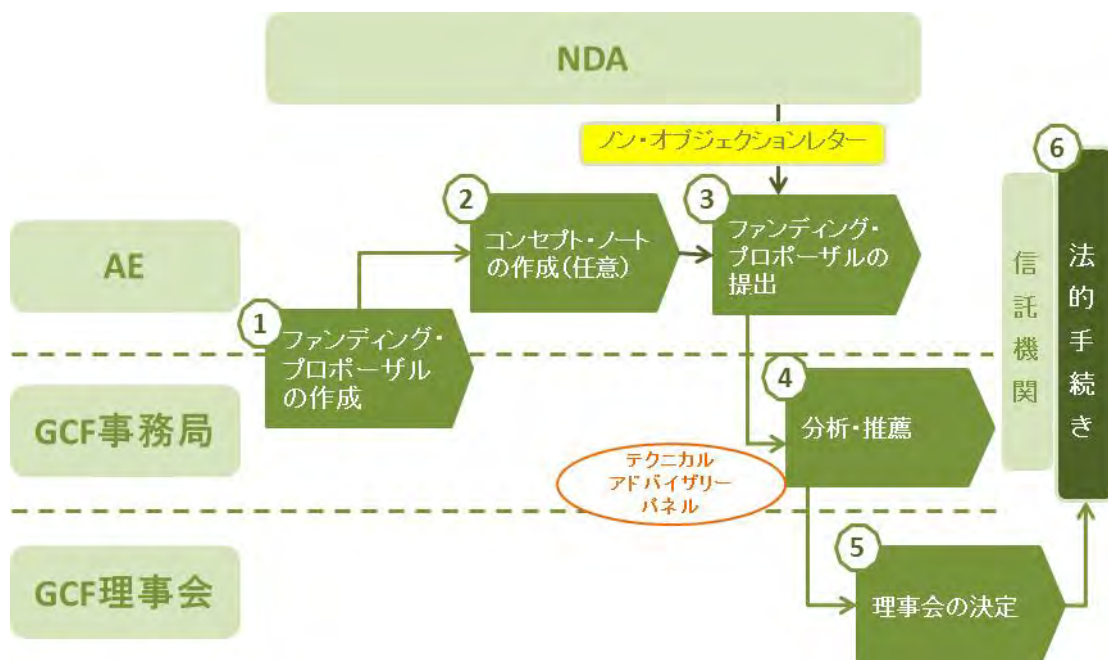 NDA
ノン・オブジェクションレター
AE
1
ファンディング・
プロポーザル
の作成
2
コンセプト・ノート
の作成(任意)
3
ファンディング・
プロポーザルの
提出
GCF事務局
4
分析・推薦
テクニカル
アドバイザリー
パネル
GCF理事会
5
理事会の決定
信託機関
6
法的手続き